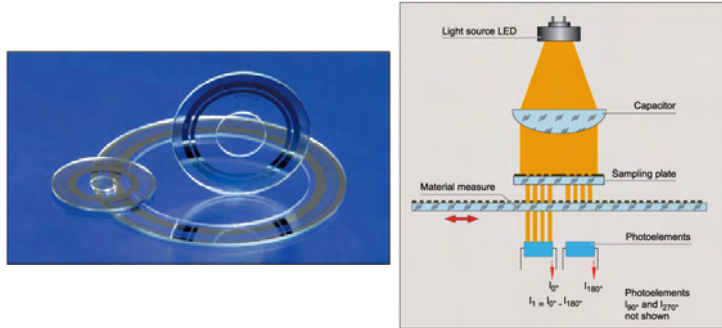 Light source LED
Capacitor
Sampling plate
Material measure
Photoelements
I0°
I180°
I1 = I0° - I180°
Photoelements
I90° and I270°
not shown